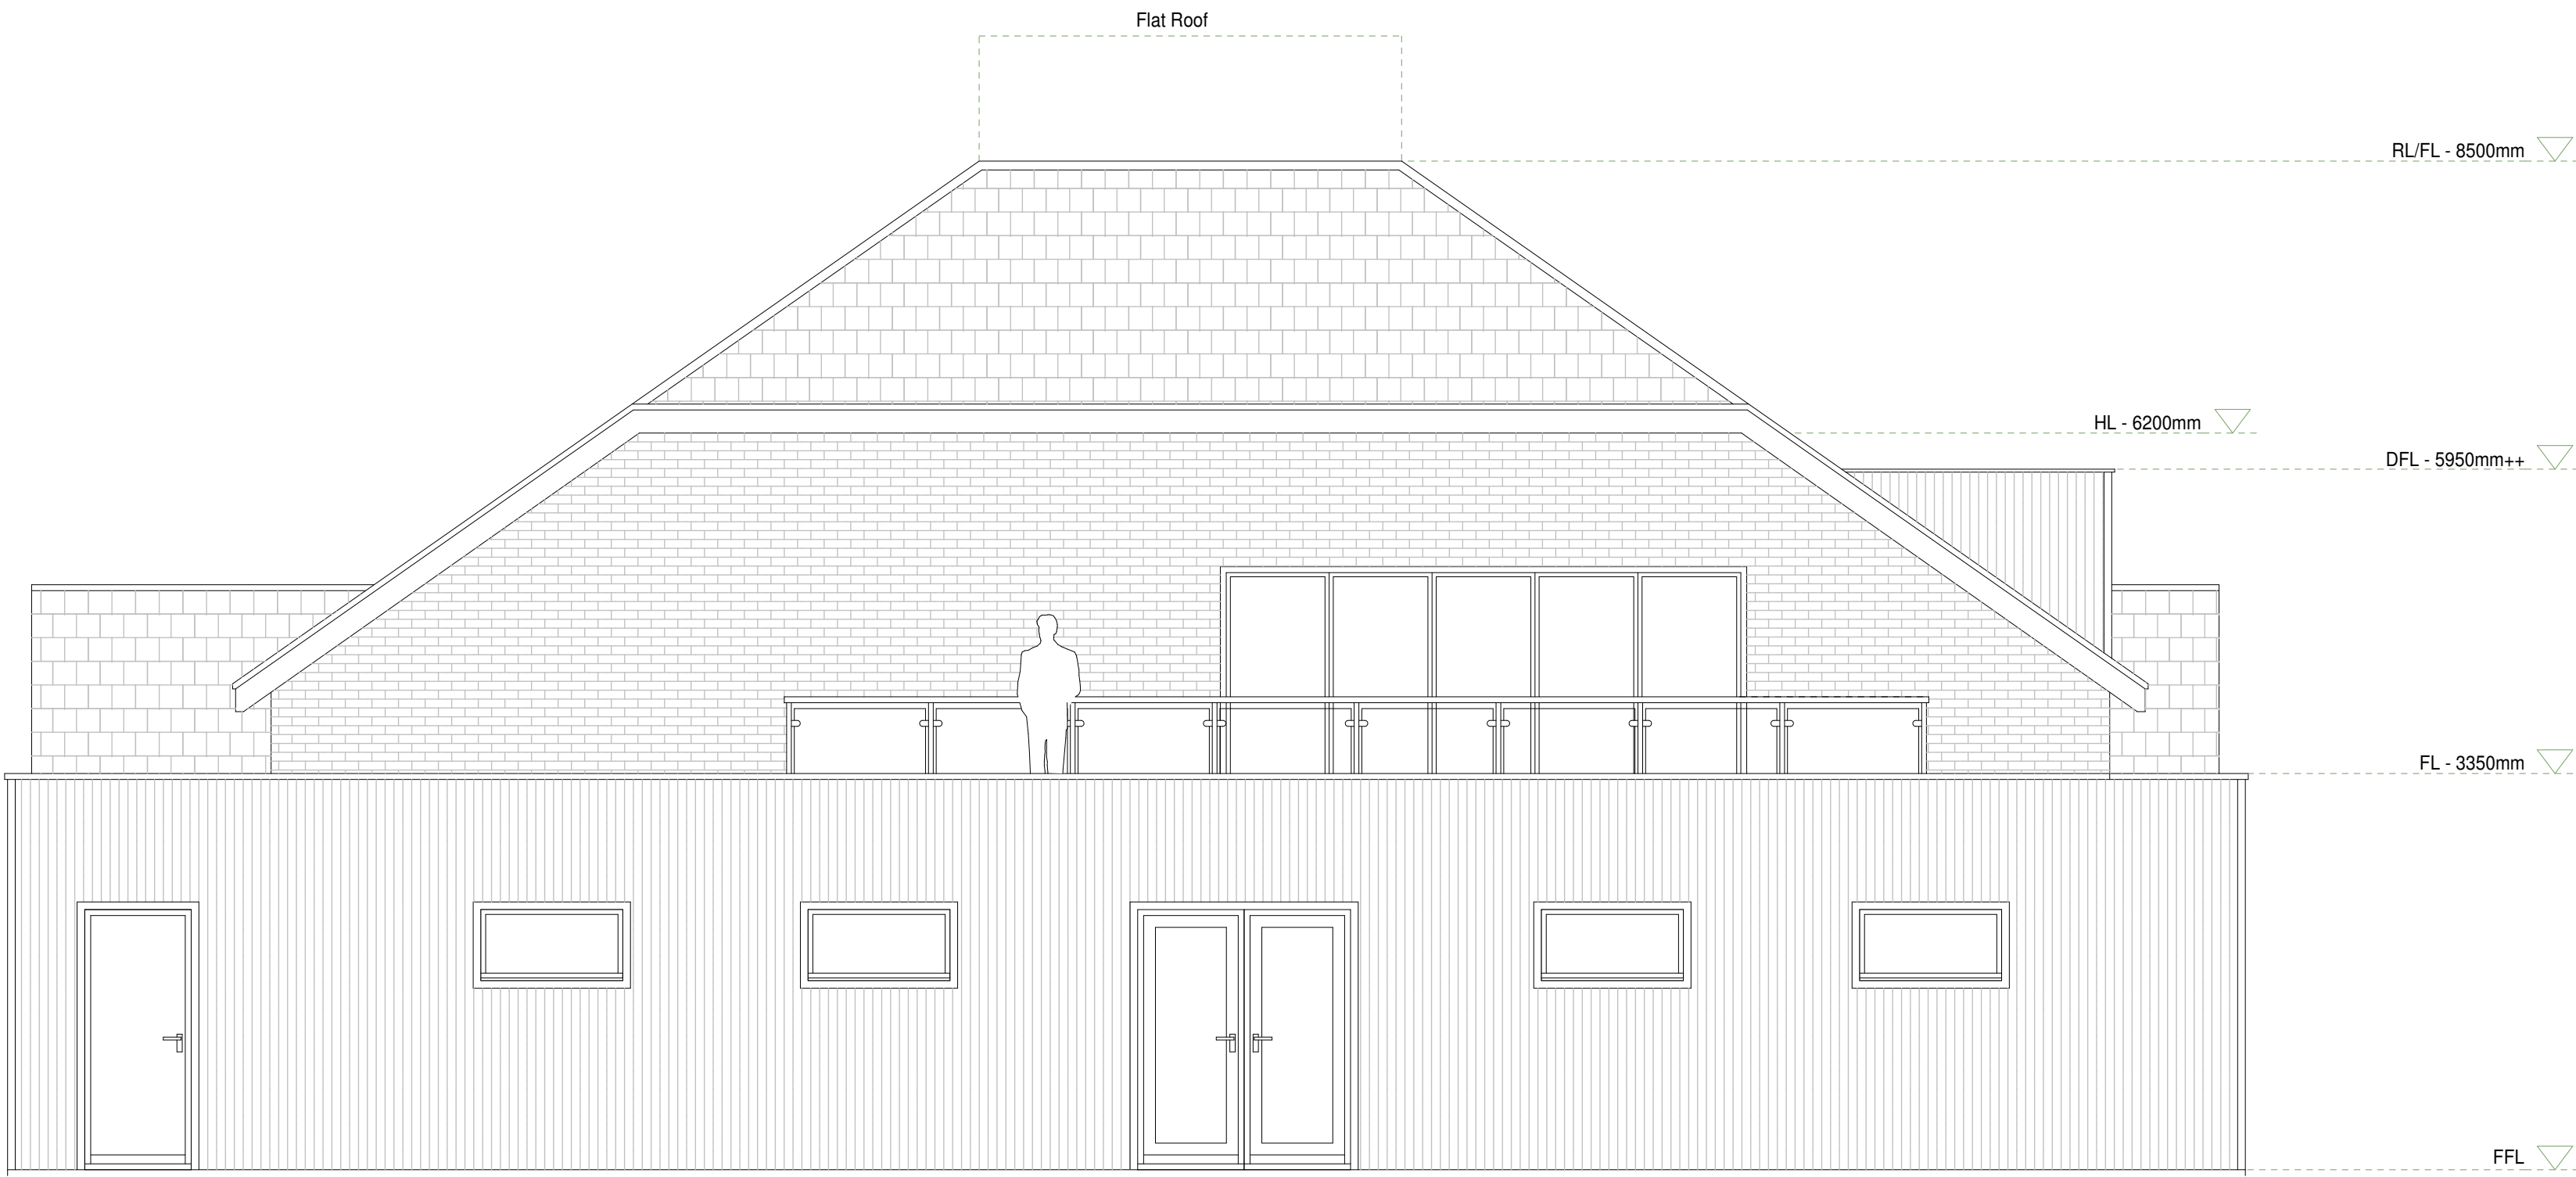 Flat Roof
RL/FL - 8500mm
HL - 6200mm
DFL - 5950mm++
FL - 3350mm
FFL